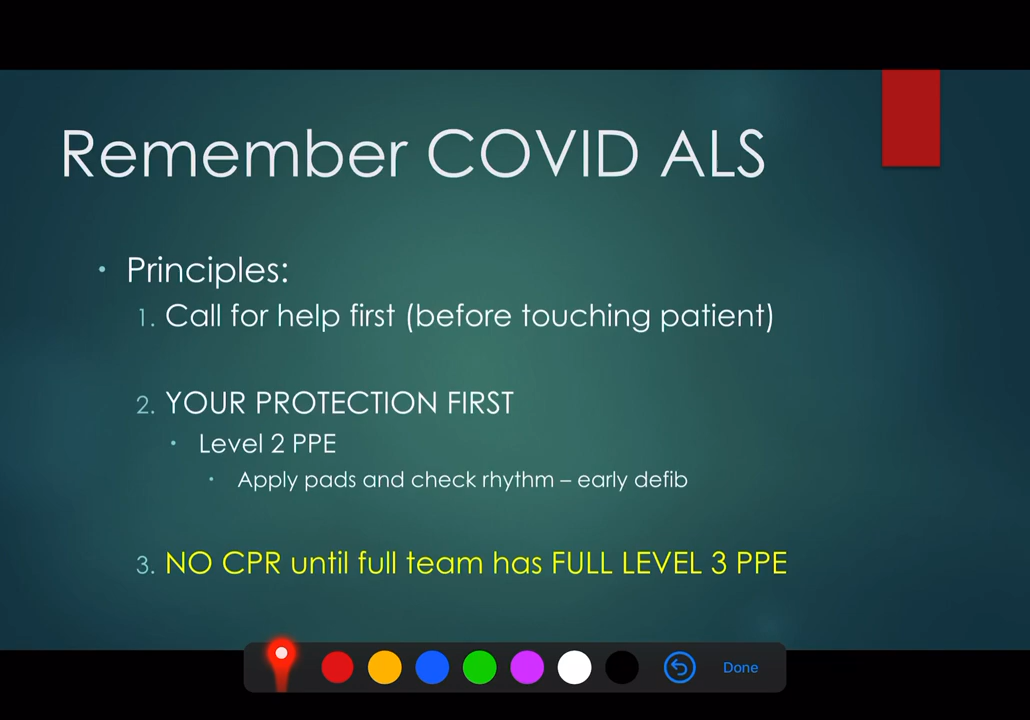 Remember COVID ALS
• Principles:
1. Call for help first (before touching patient)
2. YOUR PROTECTION FIRST
• Level 2 PPE
• Apply pads and check rhythm – early defib
3. NO CPR until full team has FULL LEVEL 3 PPE
Done